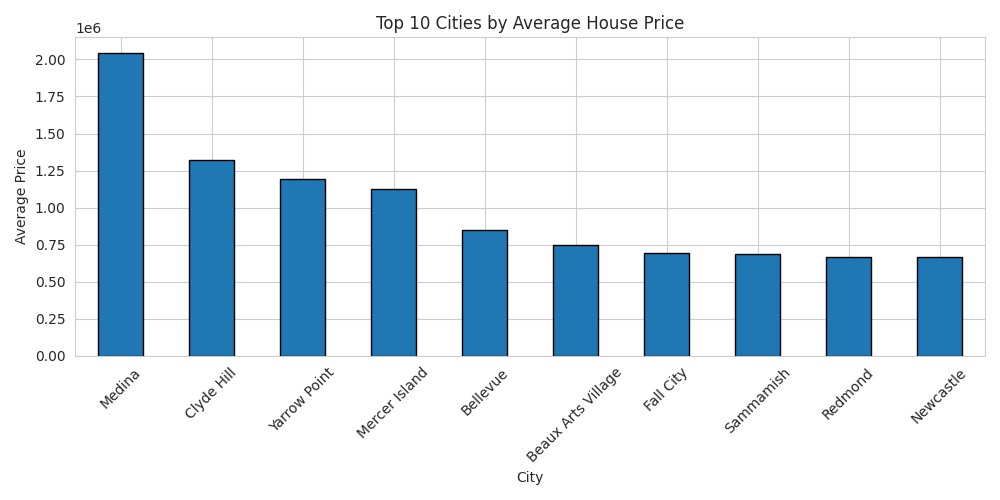 Top 10 Cities by Average House Price
1e6
2.00
1.75
1.50
1.25
1.00
0.75
0.50
0.25
0.00
Average Price
Medina
Clyde Hill
Yarrow Point
Mercer Island
Bellevue
Beaux Arts Village
Fall City
Sammamish
Redmond
Newcastle
City